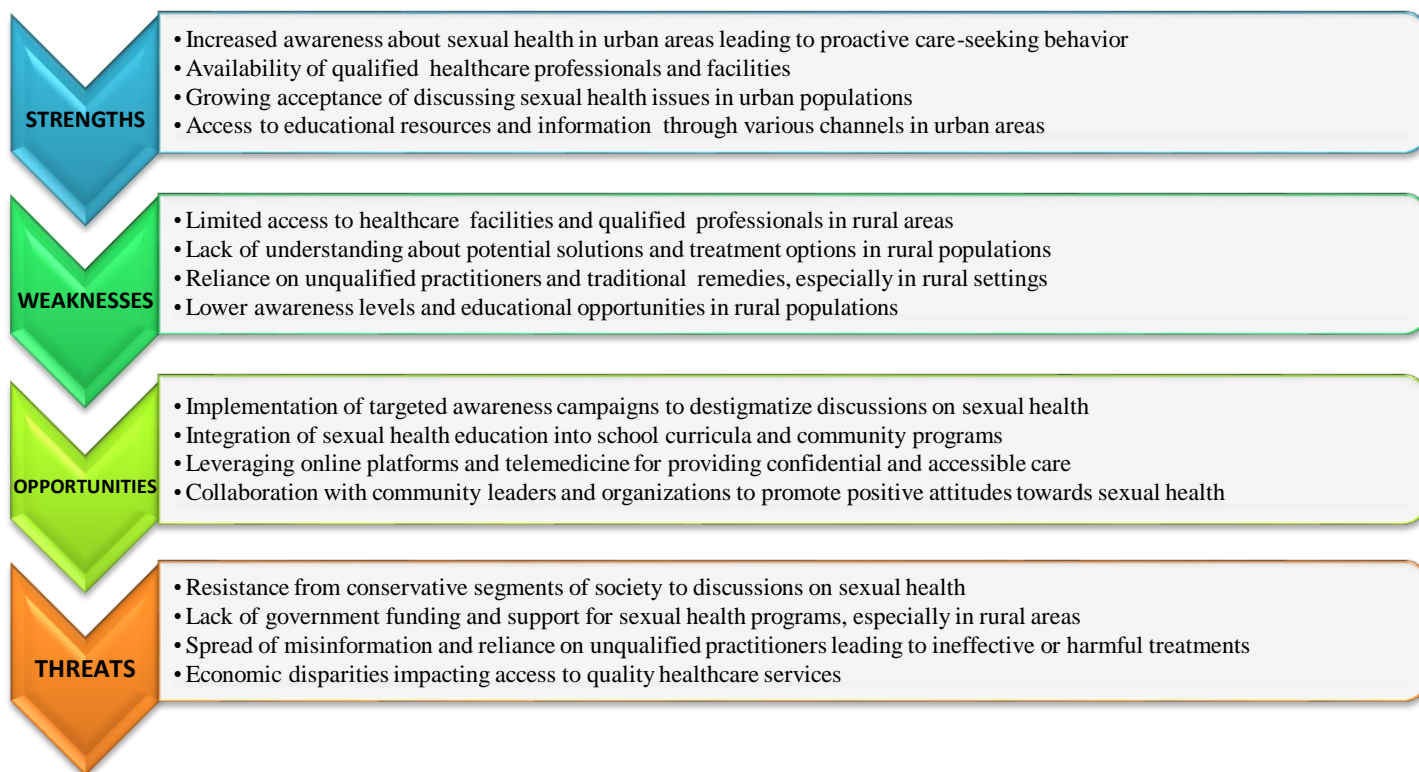 STRENGTHS
• Increased awareness about sexual health in urban areas leading to proactive care-seeking behavior
• Availability of qualified healthcare professionals and facilities
• Growing acceptance of discussing sexual health issues in urban populations
• Access to educational resources and information through various channels in urban areas
WEAKNESSES
• Limited access to healthcare facilities and qualified professionals in rural areas
• Lack of understanding about potential solutions and treatment options in rural populations
• Reliance on unqualified practitioners and traditional remedies, especially in rural settings
• Lower awareness levels and educational opportunities in rural populations
OPPORTUNITIES
• Implementation of targeted awareness campaigns to destigmatize discussions on sexual health
• Integration of sexual health education into school curricula and community programs
• Leveraging online platforms and telemedicine for providing confidential and accessible care
• Collaboration with community leaders and organizations to promote positive attitudes towards sexual health
THREATS
• Resistance from conservative segments of society to discussions on sexual health
• Lack of government funding and support for sexual health programs, especially in rural areas
• Spread of misinformation and reliance on unqualified practitioners leading to ineffective or harmful treatments
• Economic disparities impacting access to quality healthcare services